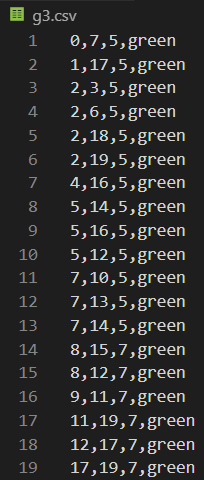 g3.csv
1 0,7,5,green
2 1,17,5,green
3 2,3,5,green
4 2,6,5,green
5 2,18,5,green
6 2,19,5,green
7 4,16,5,green
8 5,14,5,green
9 5,16,5,green
10 5,12,5,green
11 7,10,5,green
12 7,13,5,green
13 7,14,5,green
14 8,15,7,green
15 8,12,7,green
16 9,11,7,green
17 11,19,7,green
18 12,17,7,green
19 17,19,7,green